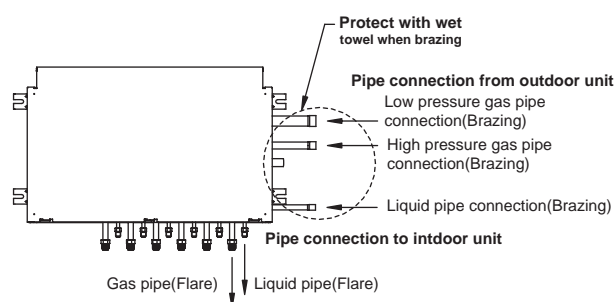 Protect with wet
towel when brazing
Pipe connection from outdoor unit
Low pressure gas pipe
connection(Brazing)
High pressure gas pipe
connection(Brazing)
Liquid pipe connection(Brazing)
Pipe connection to intdoor unit
Gas pipe(Flare)
Liquid pipe(Flare)